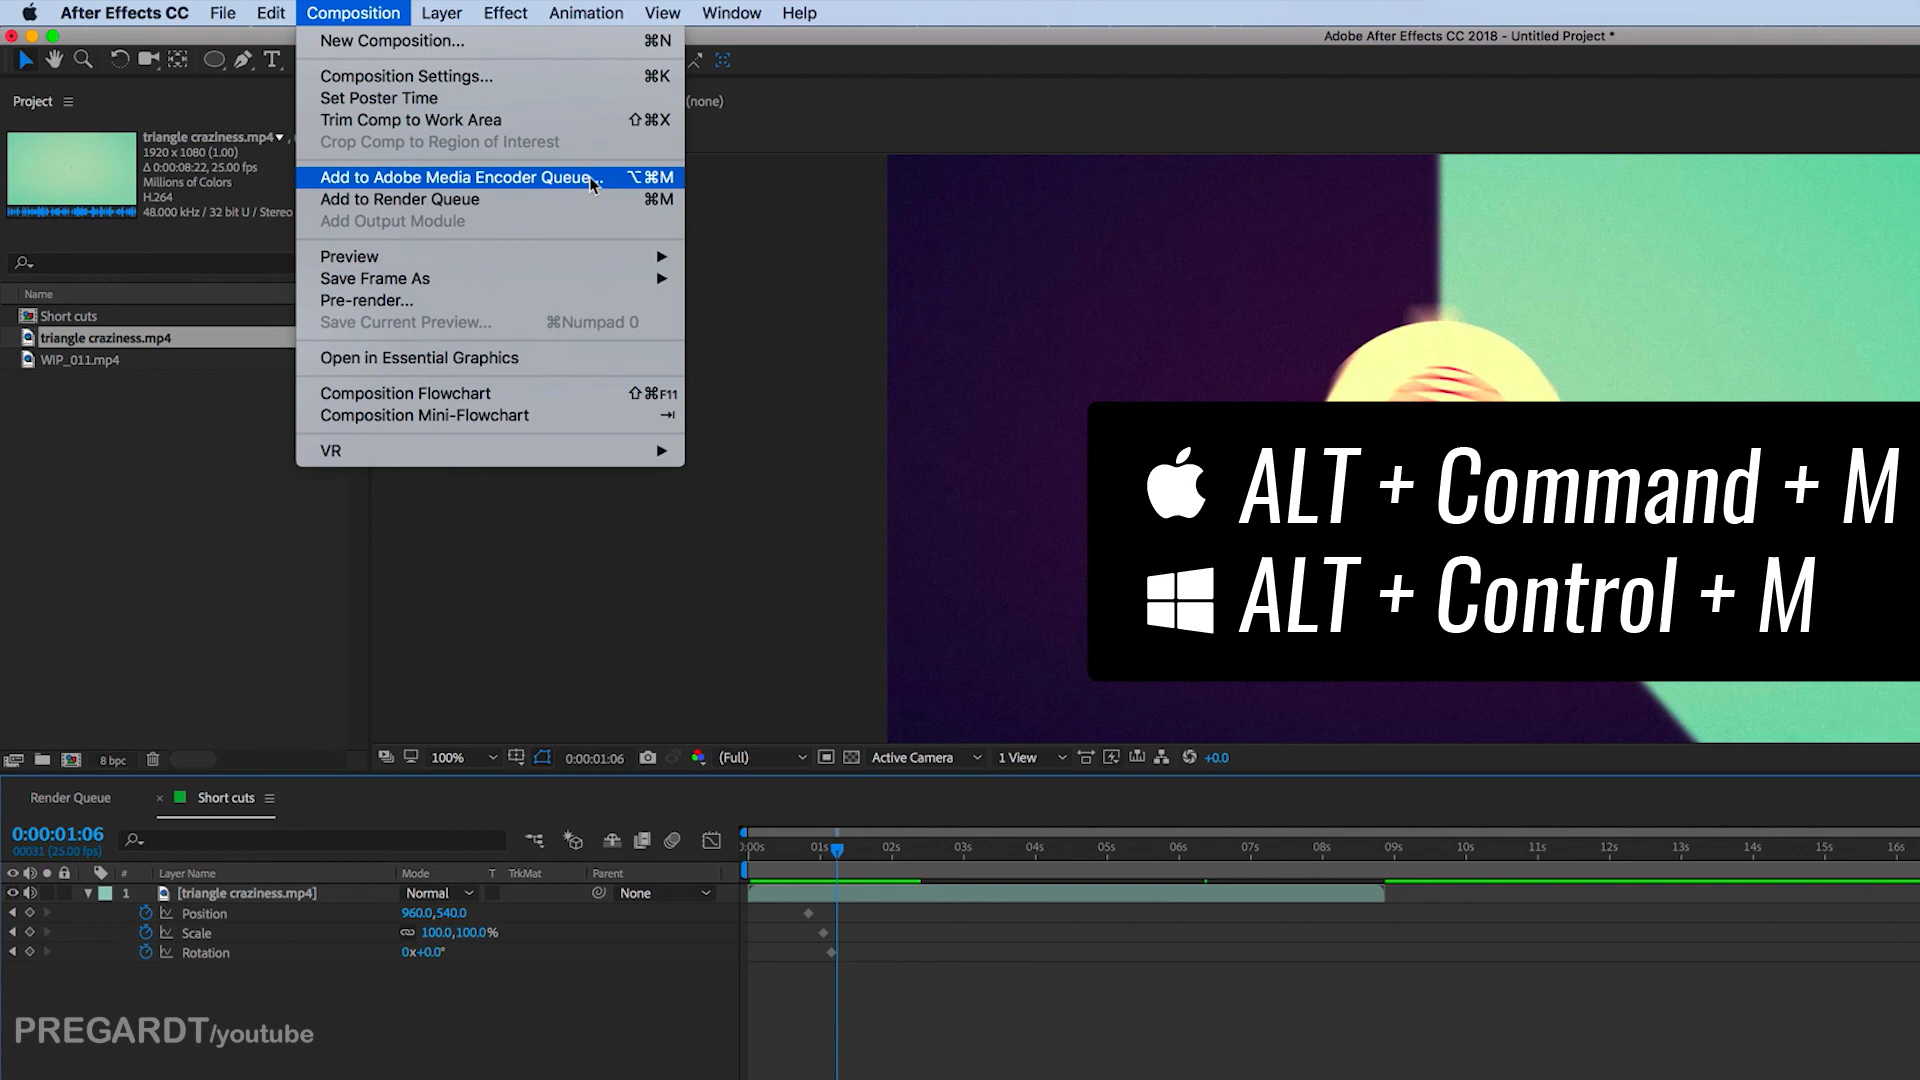 After Effects CC File Edit Composition Layer Effect Animation View Window Help
Adobe After Effects CC 2018 - Untitled Project *
New Composition... ⌘N
Composition Settings... ⌘K
Set Poster Time
Trim Comp to Work Area ⇧⌘X
Crop Comp to Region of Interest
Add to Adobe Media Encoder Queue... ⌥⌘M
Add to Render Queue ⌘M
Add Output Module
Preview
Save Frame As
Pre-render...
Save Current Preview... ⌘Numpad 0
Open in Essential Graphics
Composition Flowchart ⇧⌘F11
Composition Mini-Flowchart
VR
(none)
Project
triangle craziness.mp4
1920 x 1080 (1.00)
Δ 0:00:08:22, 25.00 fps
Millions of Colors
H.264
48.000 kHz / 32 bit U / Stereo
Name
Short cuts
triangle craziness.mp4
WIP_011.mp4
ALT + Command + M
ALT + Control + M
8 bpc
100% 0:00:01:06 (Full) Active Camera 1 View +0.0
Render Queue × Short cuts
0:00:01:06
00031 (25.00 fps)
:00s 01s 02s 03s 04s 05s 06s 07s 08s 09s 10s 11s 12s 13s 14s 15s 16s
# Layer Name Mode T TrkMat Parent
1 [triangle craziness.mp4] Normal None
Position 960.0,540.0
Scale 100.0,100.0%
Rotation 0x+0.0°
PREGARDT/youtube